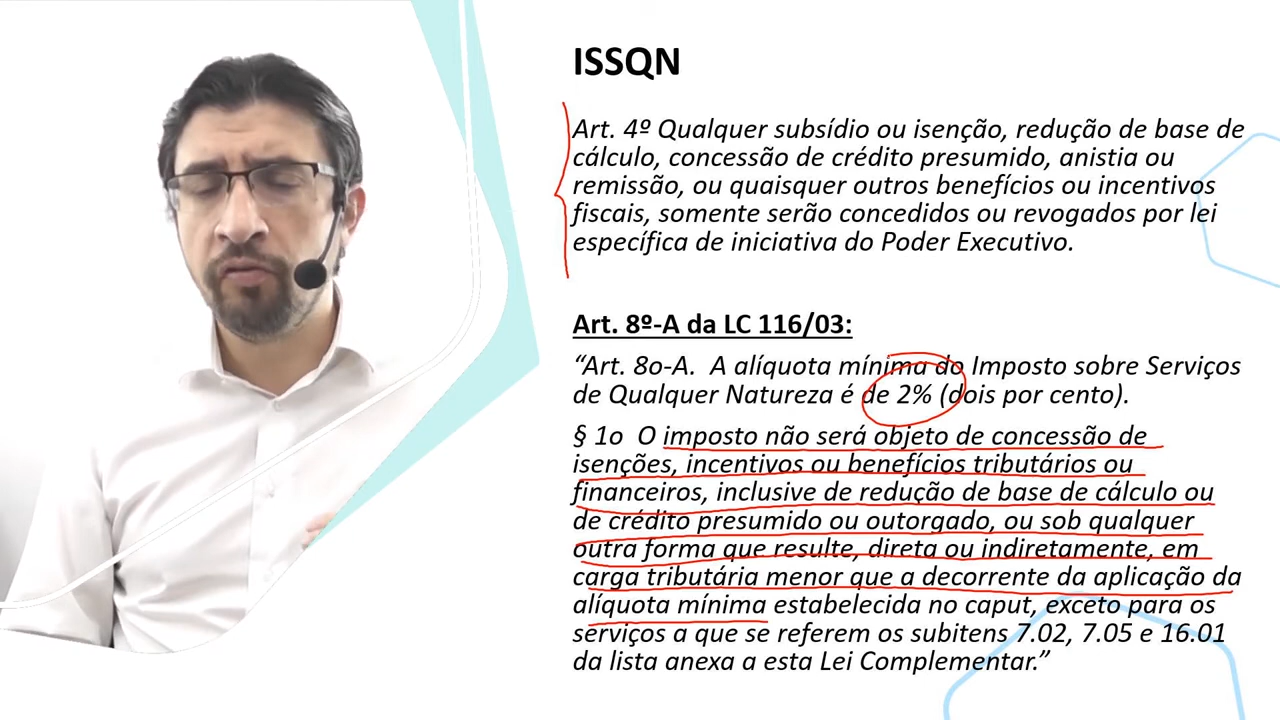 ISSQN
Art. 4º Qualquer subsídio ou isenção, redução de base de
cálculo, concessão de crédito presumido, anistia ou
remissão, ou quaisquer outros benefícios ou incentivos
fiscais, somente serão concedidos ou revogados por lei
específica de iniciativa do Poder Executivo.
Art. 8º-A da LC 116/03:
“Art. 8o-A.  A alíquota mínima do Imposto sobre Serviços
de Qualquer Natureza é de 2% (dois por cento).
§ 1o  O imposto não será objeto de concessão de
isenções, incentivos ou benefícios tributários ou
financeiros, inclusive de redução de base de cálculo ou
de crédito presumido ou outorgado, ou sob qualquer
outra forma que resulte, direta ou indiretamente, em
carga tributária menor que a decorrente da aplicação da
alíquota mínima estabelecida no caput, exceto para os
serviços a que se referem os subitens 7.02, 7.05 e 16.01
da lista anexa a esta Lei Complementar.”